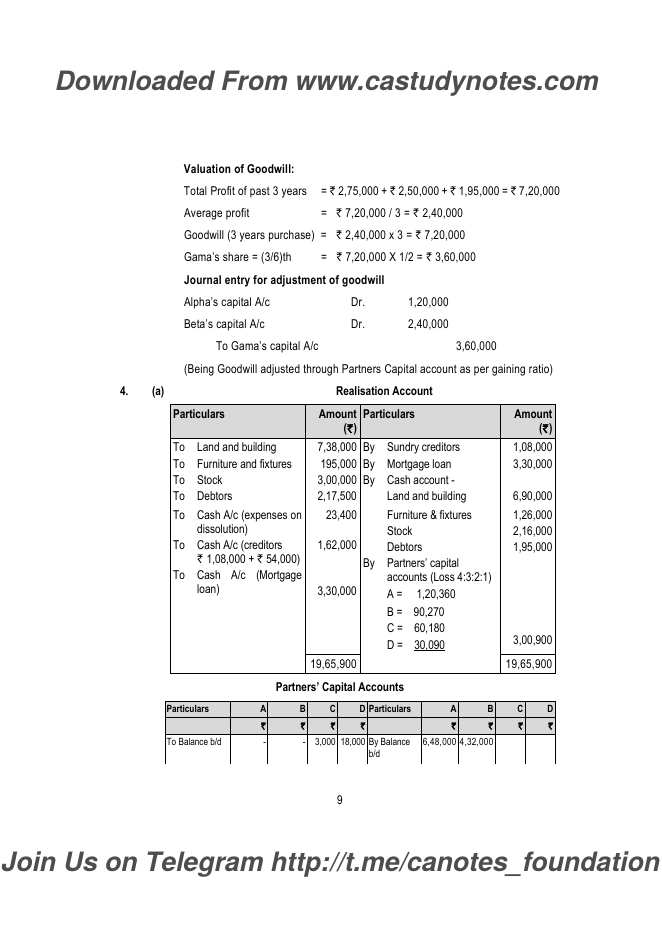 Downloaded From www.castudynotes.com
Valuation of Goodwill:
Total Profit of past 3 years = ₹ 2,75,000 + ₹ 2,50,000 + ₹ 1,95,000 = ₹ 7,20,000
Average profit = ₹ 7,20,000 / 3 = ₹ 2,40,000
Goodwill (3 years purchase) = ₹ 2,40,000 x 3 = ₹ 7,20,000
Gama's share = (3/6)th = ₹ 7,20,000 X 1/2 = ₹ 3,60,000
Journal entry for adjustment of goodwill
Alpha's capital A/c Dr. 1,20,000
Beta's capital A/c Dr. 2,40,000
To Gama's capital A/c 3,60,000
(Being Goodwill adjusted through Partners Capital account as per gaining ratio)
4. (a) Realisation Account
Particulars Amount Particulars Amount
(₹) (₹)
To Land and building 7,38,000 By Sundry creditors 1,08,000
To Furniture and fixtures 195,000 By Mortgage loan 3,30,000
To Stock 3,00,000 By Cash account -
To Debtors 2,17,500 Land and building 6,90,000
To Cash A/c (expenses on 23,400 Furniture & fixtures 1,26,000
dissolution) Stock 2,16,000
To Cash A/c (creditors 1,62,000 Debtors 1,95,000
₹ 1,08,000 + ₹ 54,000) By Partners' capital
To Cash A/c (Mortgage accounts (Loss 4:3:2:1)
loan) 3,30,000 A = 1,20,360
B = 90,270
C = 60,180
D = 30,090 3,00,900
19,65,900 19,65,900
Partners' Capital Accounts
Particulars A B C D Particulars A B C D
₹ ₹ ₹ ₹ ₹ ₹ ₹ ₹
To Balance b/d - - 3,000 18,000 By Balance 6,48,000 4,32,000
b/d
9
Join Us on Telegram http://t.me/canotes_foundation